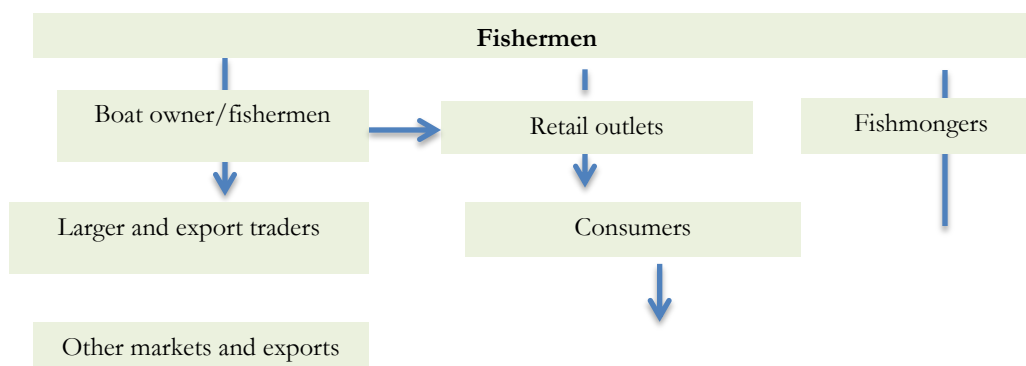 Fishermen
Boat owner/fishermen
Retail outlets
Fishmongers
Larger and export traders
Consumers
Other markets and exports